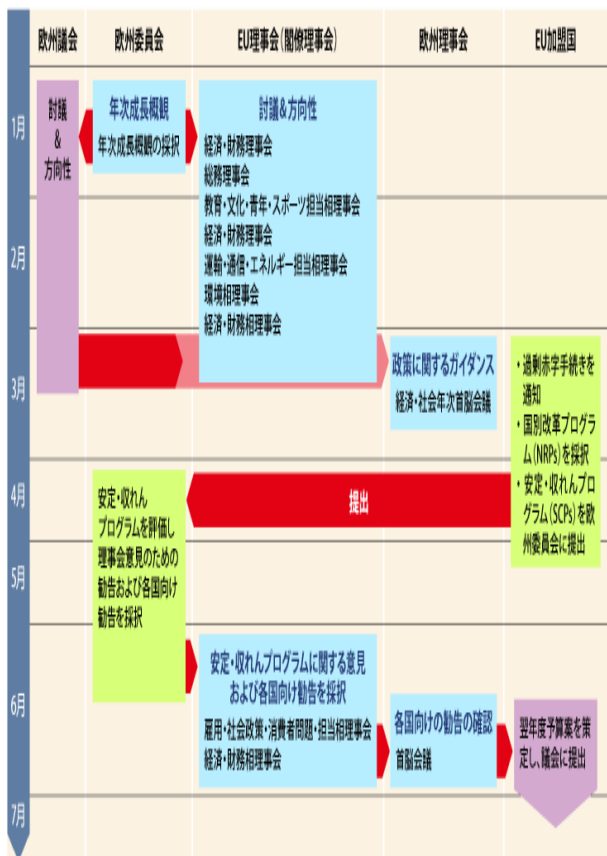 欧州議会
欧州委員会
EU理事会(閣僚理事会)
欧州理事会
EU加盟国
1月
2月
3月
4月
5月
6月
7月
討議
&
方向性
年次成長概観
年次成長概観の採択
討議&方向性
経済・財務理事会
総務理事会
教育・文化・青年・スポーツ担当相理事会
経済・財務理事会
運輸・通信・エネルギー担当相理事会
環境相理事会
経済・財務相理事会
政策に関するガイダンス
経済・社会年次首脳会議
・過剰赤字手続きを
通知
・国別改革プログラ
ム(NRPs)を採択
・安定・収れんプロ
グラム(SCPs)を欧
州委員会に提出
提出
安定・収れん
プログラムを評価し
理事会意見のための
勧告および各国向け
勧告を採択
安定・収れんプログラムに関する意見
および各国向け勧告を採択
雇用・社会政策・消費者問題・担当相理事会
経済・財務相理事会
各国向けの勧告の確認
首脳会議
翌年度予算案を策
定し、議会に提出